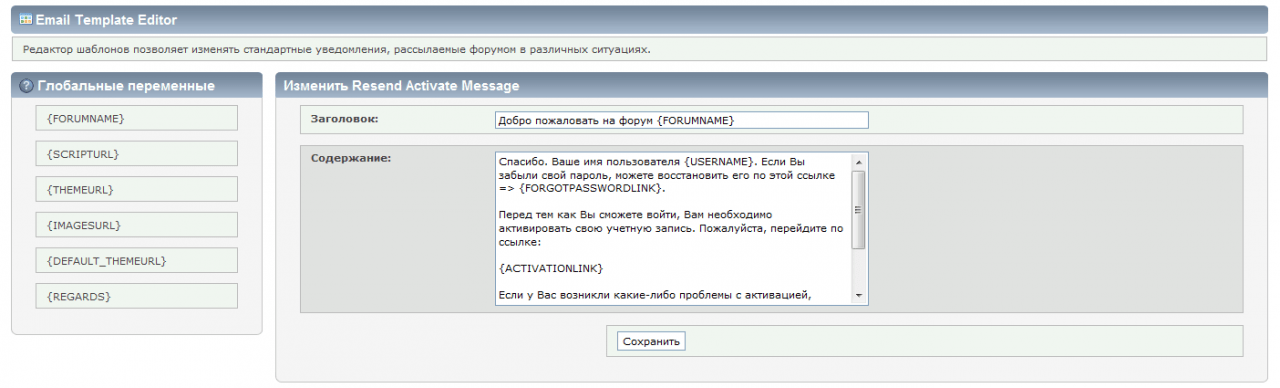 Email Template Editor
Редактор шаблонов позволяет изменять стандартные уведомления, рассылаемые форумом в различных ситуациях.
Глобальные переменные
{FORUMNAME}
{SCRIPTURL}
{THEMEURL}
{IMAGESURL}
{DEFAULT_THEMEURL}
{REGARDS}
Изменить Resend Activate Message
Заголовок:
Добро пожаловать на форум {FORUMNAME}
Содержание:
Спасибо. Ваше имя пользователя {USERNAME}. Если Вы
забыли свой пароль, можете восстановить его по этой ссылке
=> {FORGOTPASSWORDLINK}.
Перед тем как Вы сможете войти, Вам необходимо
активировать свою учетную запись. Пожалуйста, перейдите по
ссылке:
{ACTIVATIONLINK}
Если у Вас возникли какие-либо проблемы с активацией,
Сохранить